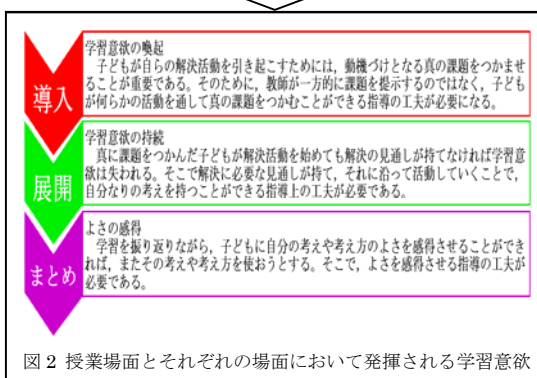 導入
学習意欲の喚起
子どもが自らの解決活動を引き起こすためには，動機づけとなる真の課題をつかませ
ることが重要である。そのために，教師が一方的に課題を提示するのではなく，子ども
が何らかの活動を通して真の課題をつかむことができる指導の工夫が必要になる。
展開
学習意欲の持続
真に課題をつかんだ子どもが解決活動を始めても解決の見通しが持てなければ学習意
欲は失われる。そこで解決に必要な見通しが持て，それに沿って活動していくことで，
自分なりの考えを持つことができる指導上の工夫が必要である。
まとめ
よさの感得
学習を振り返りながら，子どもに自分の考えや考え方のよさを感得させることができ
れば，またその考えや考え方を使おうとする。そこで，よさを感得させる指導の工夫が
必要である。
図 2 授業場面とそれぞれの場面において発揮される学習意欲